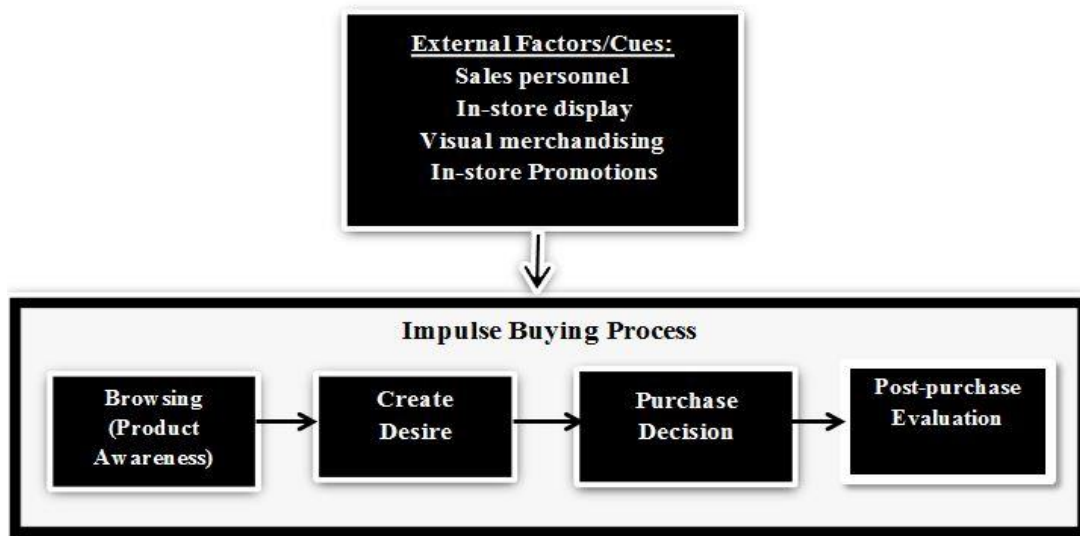 External Factors/Cues:
Sales personnel
In-store display
Visual merchandising
In-store Promotions
Impulse Buying Process
Browsing
(Product
Awareness)
Create
Desire
Purchase
Decision
Post-purchase
Evaluation